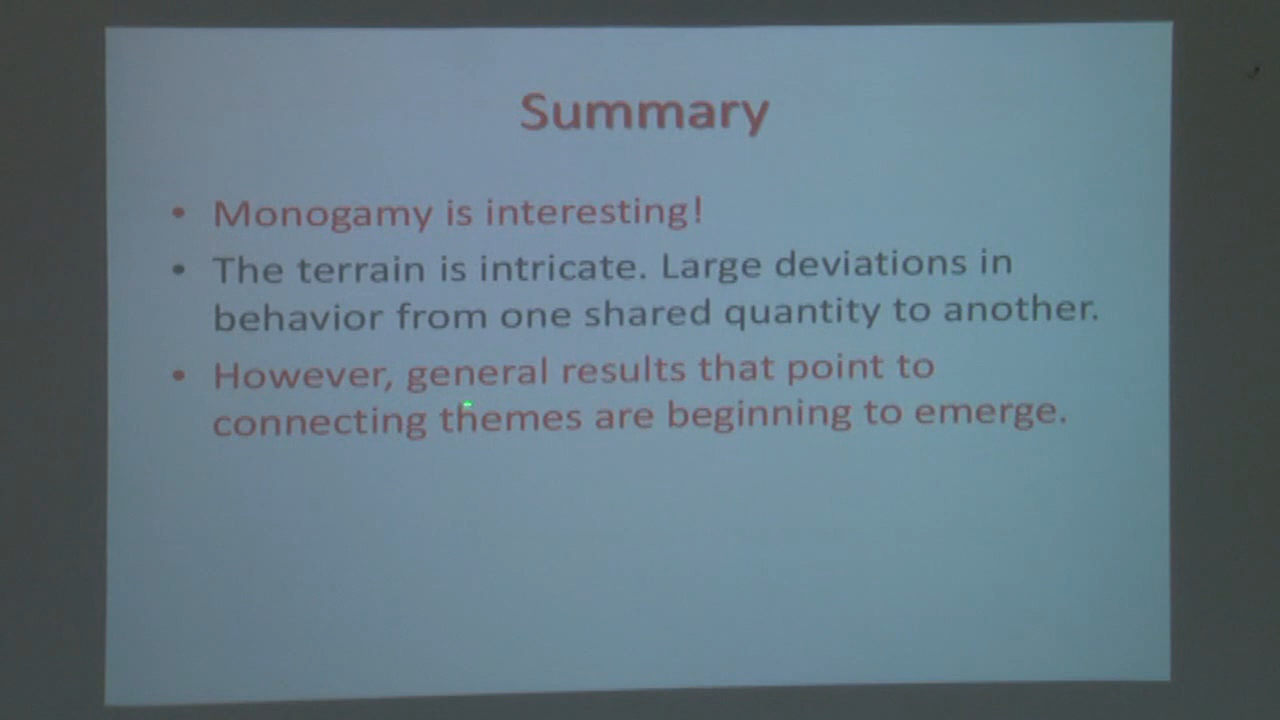 Summary
• Monogamy is interesting!
• The terrain is intricate. Large deviations in
behavior from one shared quantity to another.
• However, general results that point to
connecting themes are beginning to emerge.